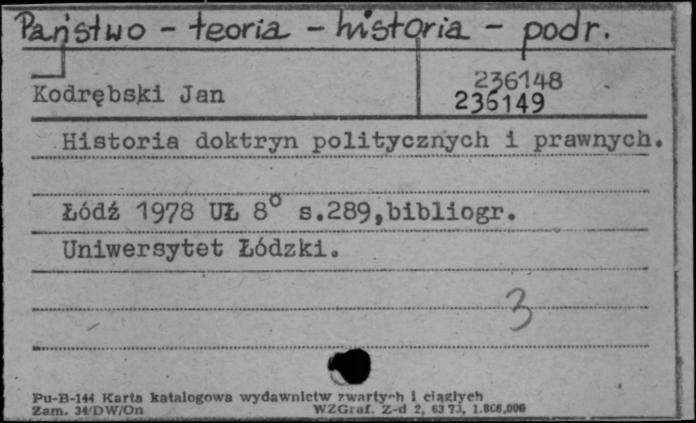 Państwo - teoria - historia - podr.
236148
Kodrębski Jan
236149
Historia doktryn politycznych i prawnych.
Łódź 1978 UŁ 8° s.289,bibliogr.
Uniwersytet Łódzki.
3
Pu-B-144 Karta katalogowa wydawnictw zwartych i ciągłych
Zam. 34/DW/On WZGraf. Z-d 2, 63 73, 1.806,000